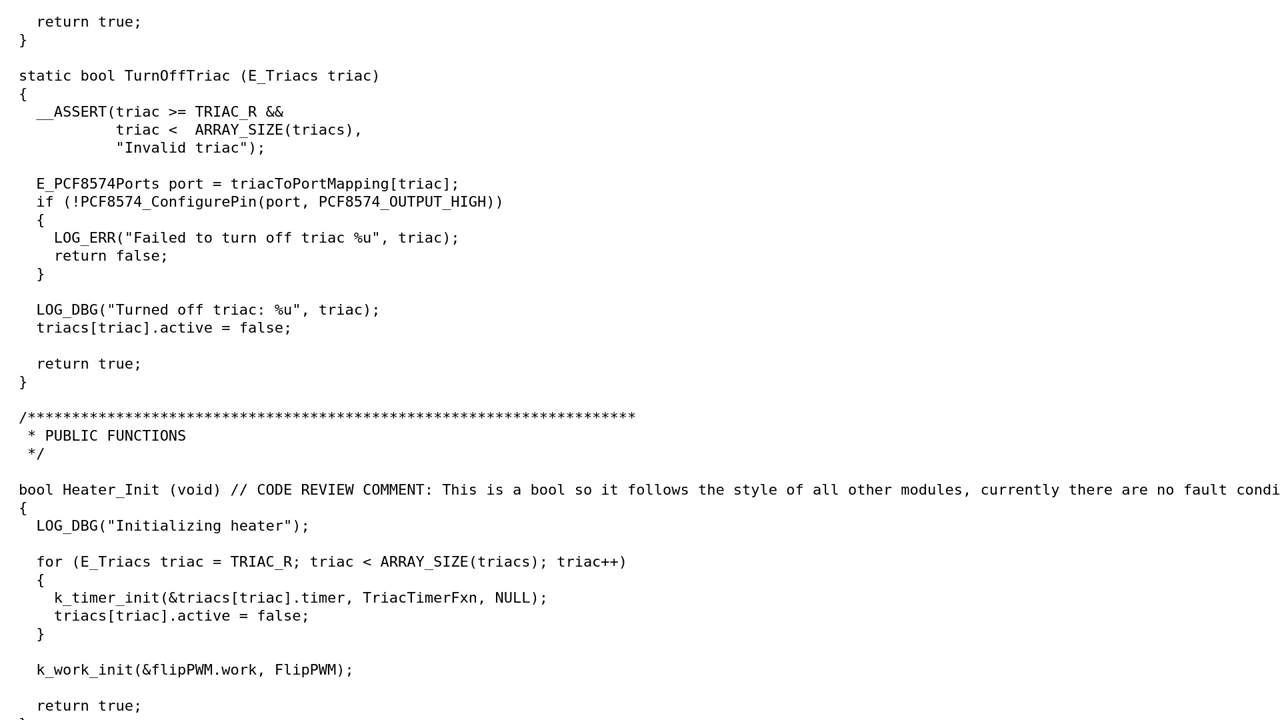 return true;
}

static bool TurnOffTriac (E_Triacs triac)
{
  __ASSERT(triac >= TRIAC_R &&
           triac <  ARRAY_SIZE(triacs),
           "Invalid triac");

  E_PCF8574Ports port = triacToPortMapping[triac];
  if (!PCF8574_ConfigurePin(port, PCF8574_OUTPUT_HIGH))
  {
    LOG_ERR("Failed to turn off triac %u", triac);
    return false;
  }

  LOG_DBG("Turned off triac: %u", triac);
  triacs[triac].active = false;

  return true;
}

/*********************************************************************
 * PUBLIC FUNCTIONS
 */

bool Heater_Init (void) // CODE REVIEW COMMENT: This is a bool so it follows the style of all other modules, currently there are no fault condi
{
  LOG_DBG("Initializing heater");

  for (E_Triacs triac = TRIAC_R; triac < ARRAY_SIZE(triacs); triac++)
  {
    k_timer_init(&triacs[triac].timer, TriacTimerFxn, NULL);
    triacs[triac].active = false;
  }

  k_work_init(&flipPWM.work, FlipPWM);

  return true;
}